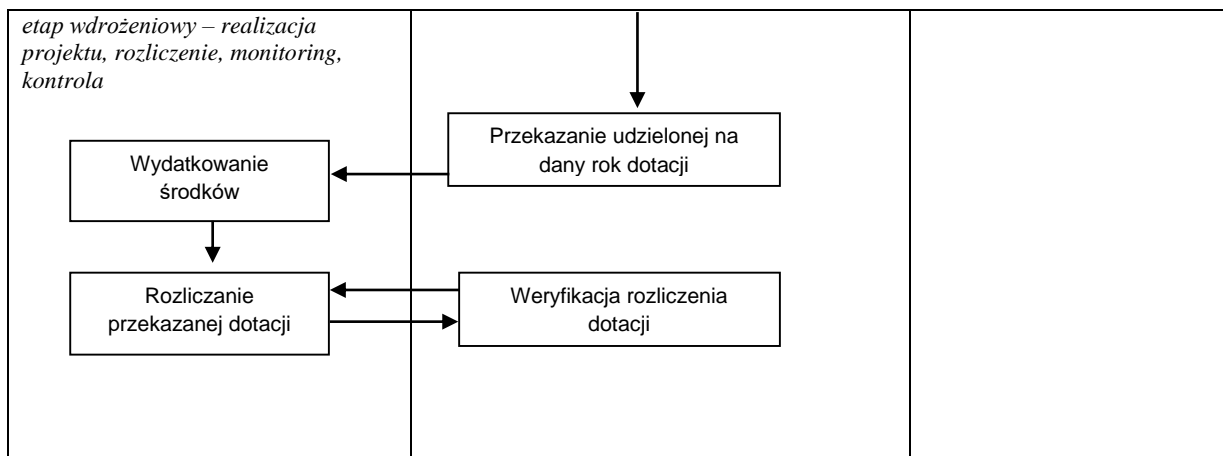 etap wdrożeniowy – realizacja
projektu, rozliczenie, monitoring,
kontrola
Przekazanie udzielonej na
dany rok dotacji
Wydatkowanie
środków
Rozliczanie
przekazanej dotacji
Weryfikacja rozliczenia
dotacji